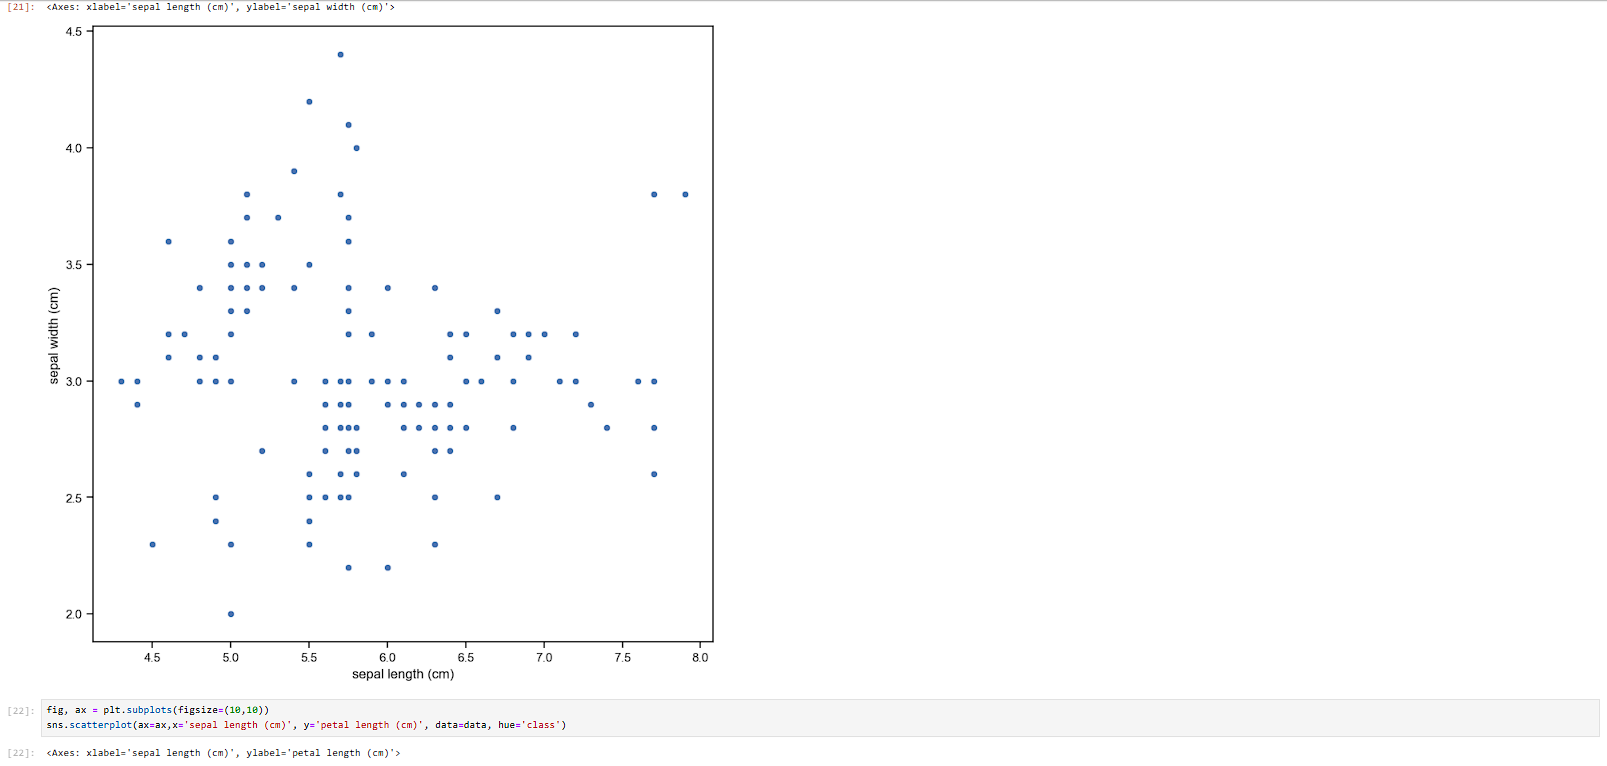 [21]: <Axes: xlabel='sepal length (cm)', ylabel='sepal width (cm)'>
4.5
4.0
3.5
3.0
2.5
2.0
sepal width (cm)
4.5 5.0 5.5 6.0 6.5 7.0 7.5 8.0
sepal length (cm)
[22]: fig, ax = plt.subplots(figsize=(10,10))
sns.scatterplot(ax=ax,x='sepal length (cm)', y='petal length (cm)', data=data, hue='class')
[22]: <Axes: xlabel='sepal length (cm)', ylabel='petal length (cm)'>